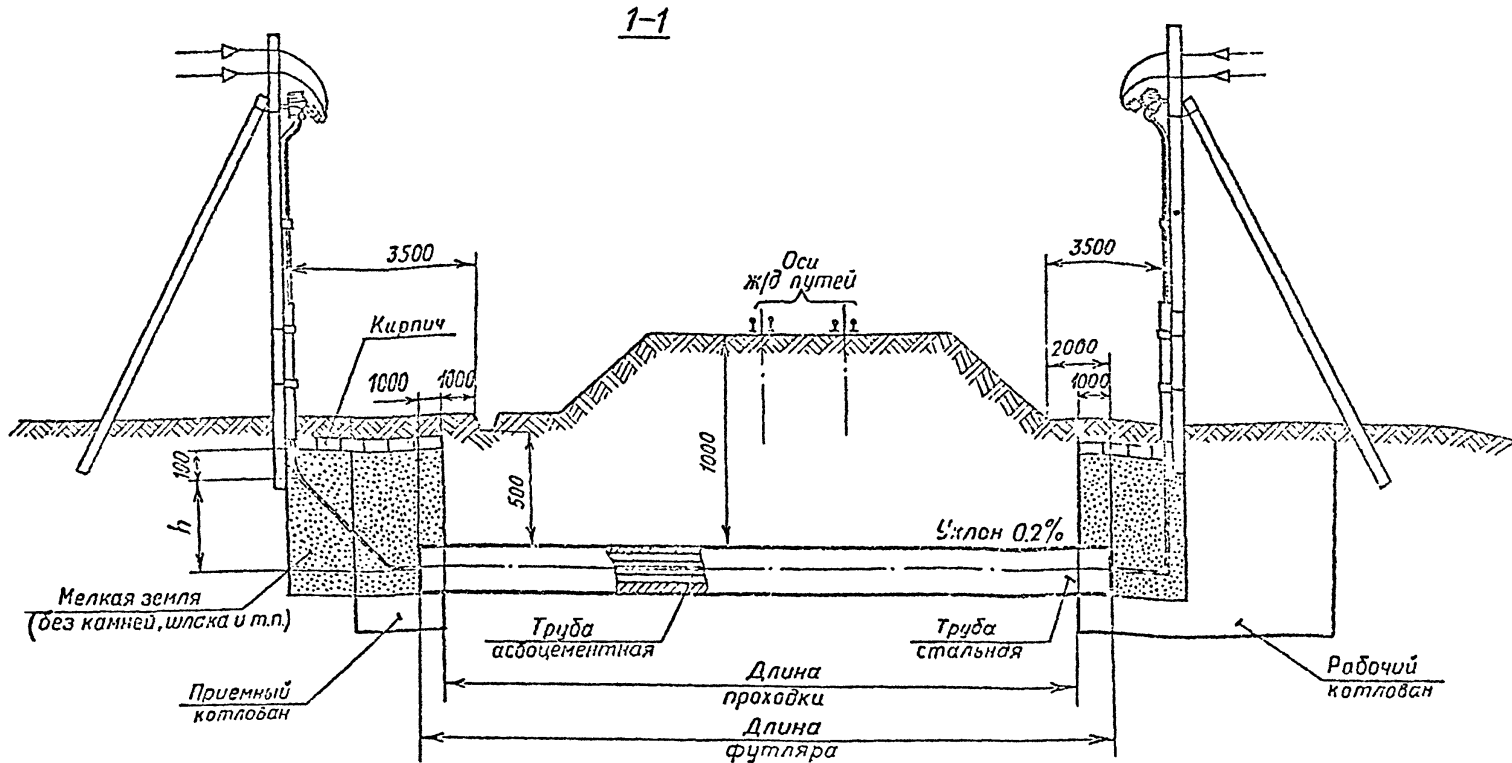 1-1
3500
Оси
ж/д путей
3500
Кирпич
2000
1000
1000
1000
100
500
1000
h
Уклон 0.2%
Мелкая земля
(без камней, шлака и т.п.)
Труба
асбоцементная
Труба
стальная
Приемный
котлован
Длина
проходки
Рабочий
котлован
Длина
футляра